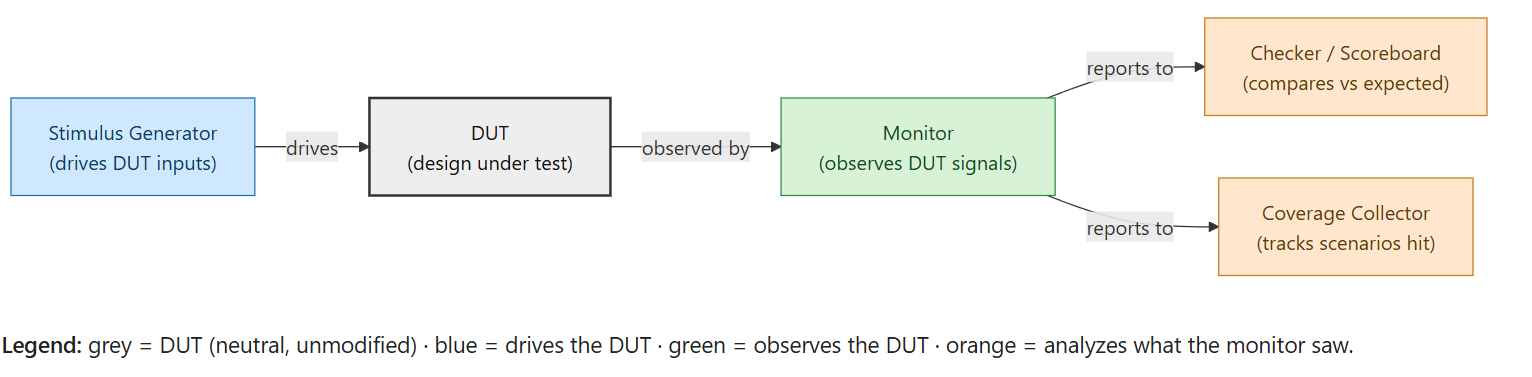 Stimulus Generator
(drives DUT inputs)
drives
DUT
(design under test)
observed by
Monitor
(observes DUT signals)
reports to
Checker / Scoreboard
(compares vs expected)
reports to
Coverage Collector
(tracks scenarios hit)
Legend: grey = DUT (neutral, unmodified) · blue = drives the DUT · green = observes the DUT · orange = analyzes what the monitor saw.